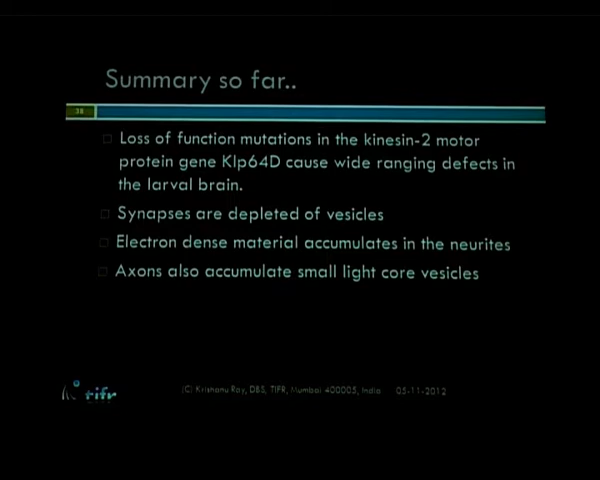 Summary so far..
38
Loss of function mutations in the kinesin-2 motor
protein gene Klp64D cause wide ranging defects in
the larval brain.
Synapses are depleted of vesicles
Electron dense material accumulates in the neurites
Axons also accumulate small light core vesicles
tifr
(C) Krishanu Ray, DBS, TIFR, Mumbai 400005, India 05-11-2012